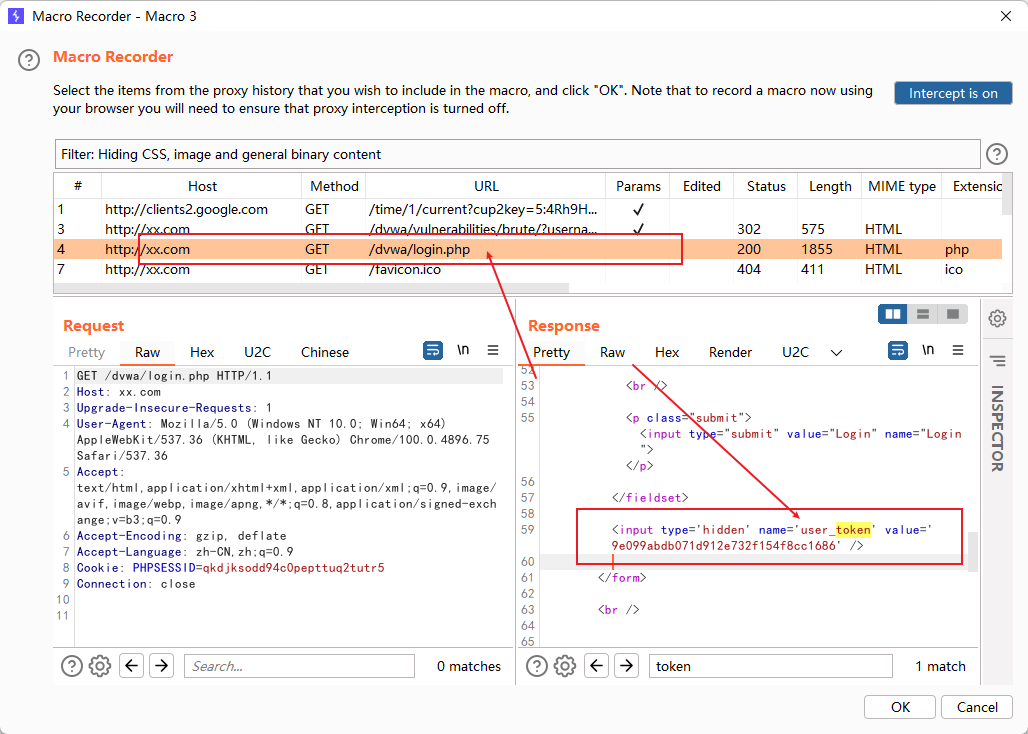 Macro Recorder - Macro 3
Macro Recorder
Select the items from the proxy history that you wish to include in the macro, and click "OK". Note that to record a macro now using
your browser you will need to ensure that proxy interception is turned off.
Intercept is on
Filter: Hiding CSS, image and general binary content
# Host Method URL Params Edited Status Length MIME type Extensio
1 http://clients2.google.com GET /time/1/current?cup2key=5:4Rh9H... ✓
3 http://xx.com GET /dvwa/vulnerabilities/brute/?userna... ✓ 302 575 HTML
4 http://xx.com GET /dvwa/login.php 200 1855 HTML php
7 http://xx.com GET /favicon.ico 404 411 HTML ico
Request
Pretty Raw Hex U2C Chinese \n
1 GET /dvwa/login.php HTTP/1.1
2 Host: xx.com
3 Upgrade-Insecure-Requests: 1
4 User-Agent: Mozilla/5.0 (Windows NT 10.0; Win64; x64)
AppleWebKit/537.36 (KHTML, like Gecko) Chrome/100.0.4896.75
Safari/537.36
5 Accept:
text/html,application/xhtml+xml,application/xml;q=0.9,image/
avif,image/webp,image/apng,*/*;q=0.8,application/signed-exch
ange;v=b3;q=0.9
6 Accept-Encoding: gzip, deflate
7 Accept-Language: zh-CN,zh;q=0.9
8 Cookie: PHPSESSID=qkdjksodd94c0pepttuq2tutr5
9 Connection: close
10
11
Search...
0 matches
Response
Pretty Raw Hex Render U2C \n
52
53 <br />
54
55 <p class="submit">
<input type="submit" value="Login" name="Login
">
</p>
56
57 </fieldset>
58
59 <input type='hidden' name='user_token' value='
9e099abdb071d912e732f154f8cc1686' />
60
61 </form>
62
63 <br />
64
65
token
1 match
INSPECTOR
OK
Cancel